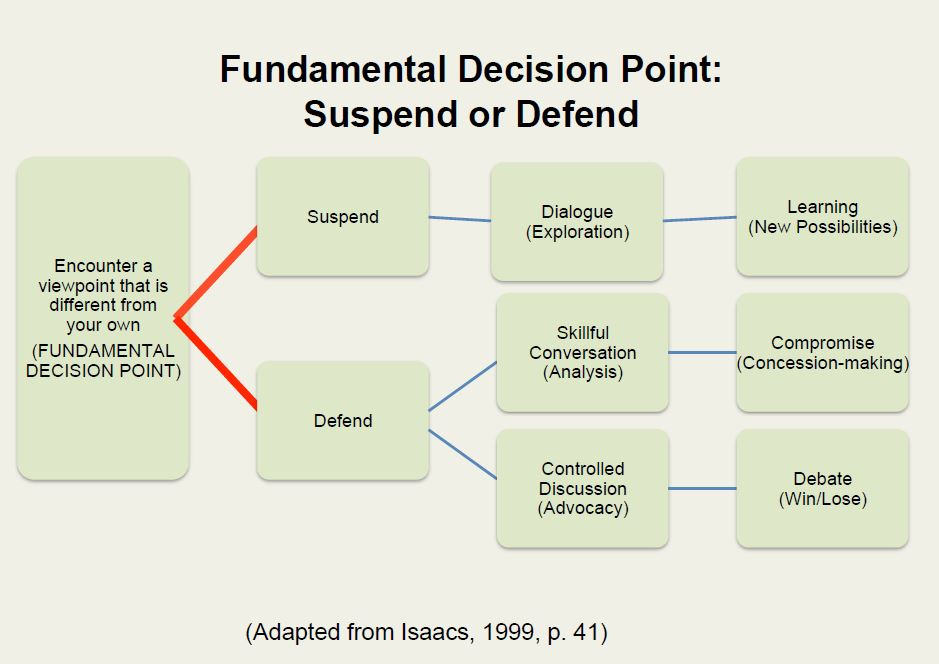 Fundamental Decision Point:
Suspend or Defend
Encounter a
viewpoint that is
different from
your own
(FUNDAMENTAL
DECISION POINT)
Suspend
Dialogue
(Exploration)
Learning
(New Possibilities)
Defend
Skillful
Conversation
(Analysis)
Compromise
(Concession-making)
Controlled
Discussion
(Advocacy)
Debate
(Win/Lose)
(Adapted from Isaacs, 1999, p. 41)